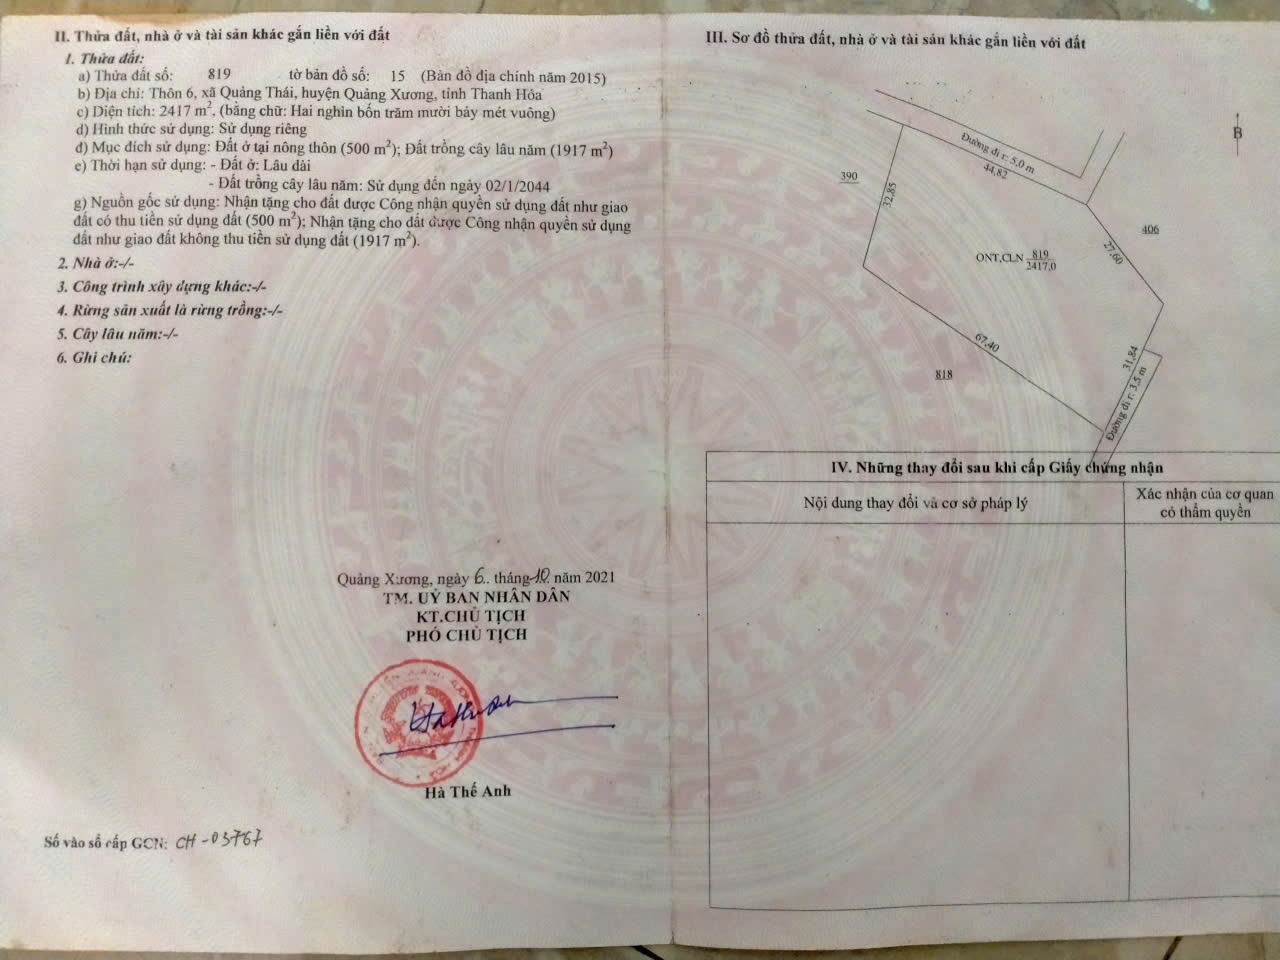 II. Thửa đất, nhà ở và tài sản khác gắn liền với đất
1. Thửa đất:
a) Thửa đất số: 819 tờ bản đồ số: 15 (Bản đồ địa chính năm 2015)
b) Địa chỉ: Thôn 6, xã Quảng Thái, huyện Quảng Xương, tỉnh Thanh Hóa
c) Diện tích: 2417 m², (bằng chữ: Hai nghìn bốn trăm mười bảy mét vuông)
d) Hình thức sử dụng: Sử dụng riêng
đ) Mục đích sử dụng: Đất ở tại nông thôn (500 m²); Đất trồng cây lâu năm (1917 m²)
e) Thời hạn sử dụng: - Đất ở: Lâu dài
- Đất trồng cây lâu năm: Sử dụng đến ngày 02/1/2044
g) Nguồn gốc sử dụng: Nhận tặng cho đất được Công nhận quyền sử dụng đất như giao
đất có thu tiền sử dụng đất (500 m²); Nhận tặng cho đất được Công nhận quyền sử dụng
đất như giao đất không thu tiền sử dụng đất (1917 m²).
2. Nhà ở:-/-
3. Công trình xây dựng khác:-/-
4. Rừng sản xuất là rừng trồng:-/-
5. Cây lâu năm:-/-
6. Ghi chú:
Quảng Xương, ngày 6.. tháng 10. năm 2021
TM. UỶ BAN NHÂN DÂN
KT.CHỦ TỊCH
PHÓ CHỦ TỊCH
Hà Thế Anh
Số vào sổ cấp GCN: CH-03767
III. Sơ đồ thửa đất, nhà ở và tài sản khác gắn liền với đất
B
Đường đi r: 5,0 m
44,82
390
32,85
406
27,60
ONT,CLN 819
2417,0
67,40
818
31,84
Đường đi r: 3,5 m
IV. Những thay đổi sau khi cấp Giấy chứng nhận
Nội dung thay đổi và cơ sở pháp lý
Xác nhận của cơ quan
có thẩm quyền